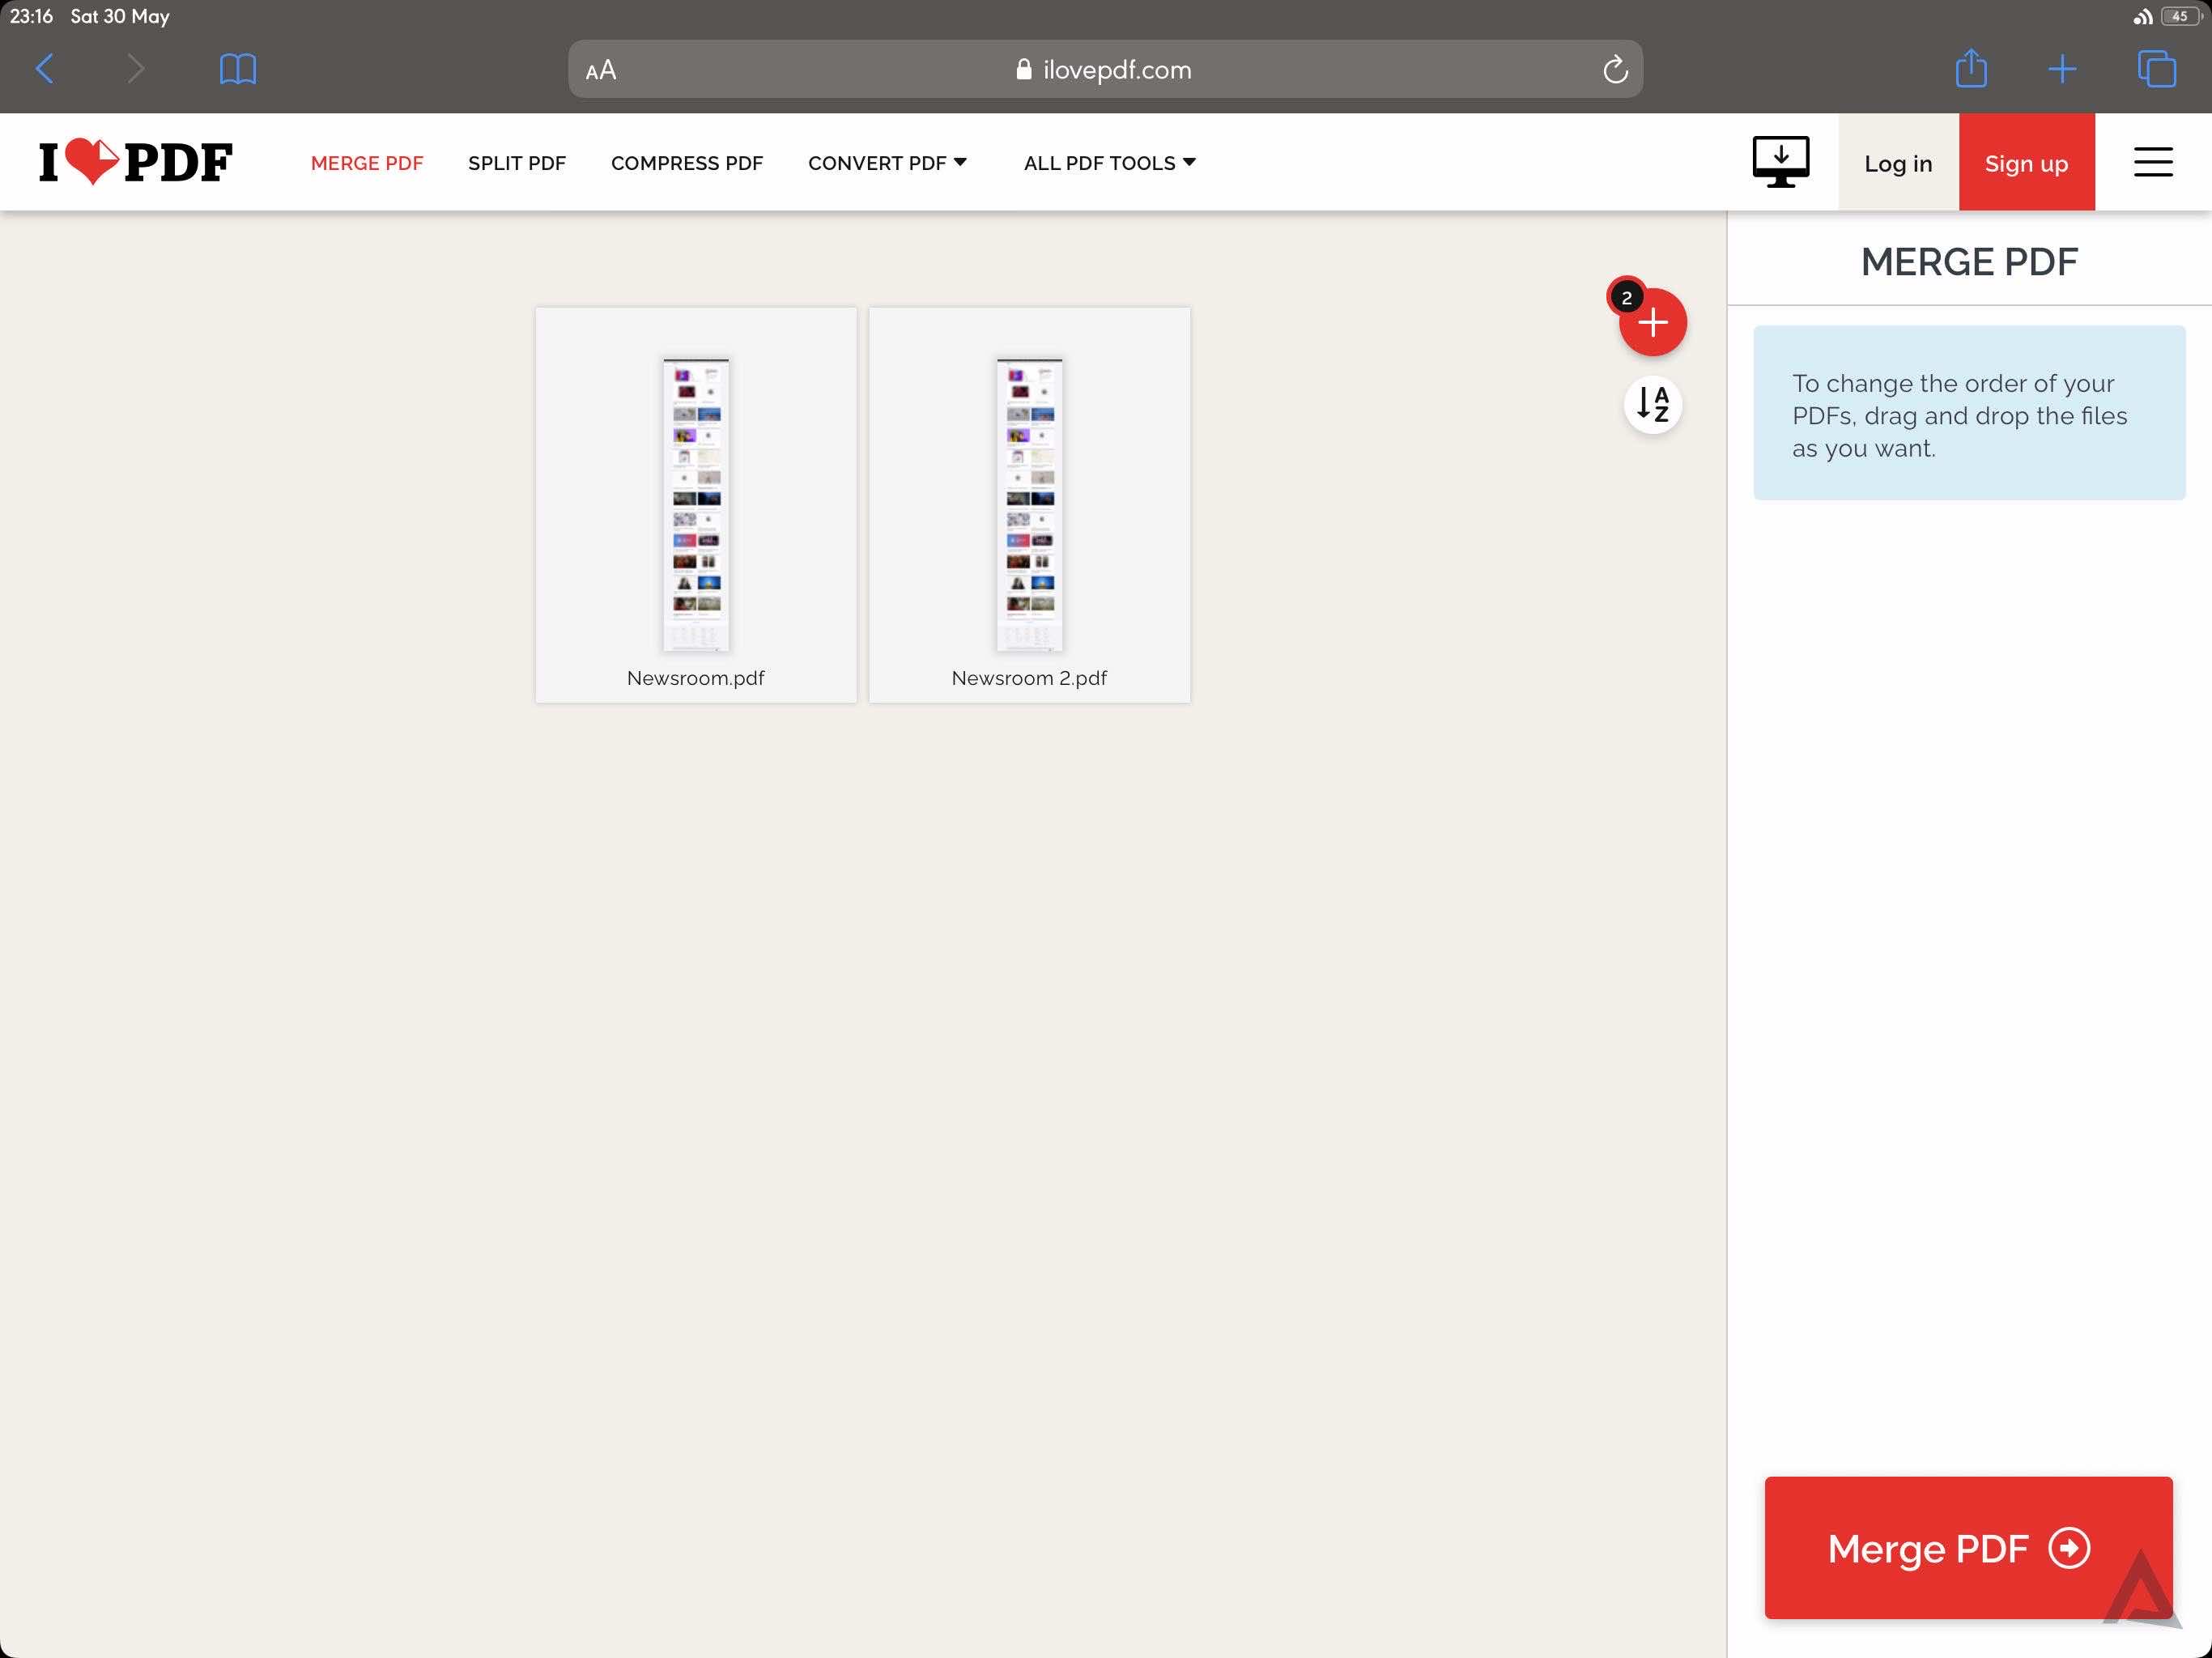 23:16 Sat 30 May
45
AA
ilovepdf.com
I PDF
MERGE PDF
SPLIT PDF
COMPRESS PDF
CONVERT PDF
ALL PDF TOOLS
Log in
Sign up
MERGE PDF
2
A
Z
To change the order of your
PDFs, drag and drop the files
as you want.
Newsroom.pdf
Newsroom 2.pdf
Merge PDF